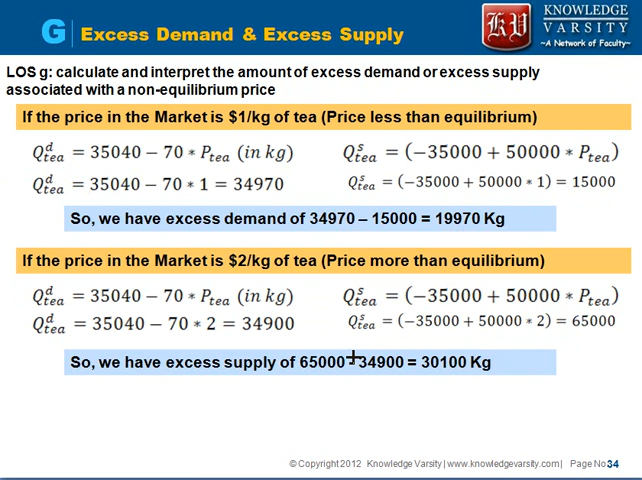 G Excess Demand & Excess Supply
KU
KNOWLEDGE
VARSITY
~A Network of Faculty~
LOS g: calculate and interpret the amount of excess demand or excess supply
associated with a non-equilibrium price
If the price in the Market is $1/kg of tea (Price less than equilibrium)
Q^d_tea = 35040 − 70 * P_tea (in kg)
Q^s_tea = (−35000 + 50000 * P_tea)
Q^d_tea = 35040 − 70 * 1 = 34970
Q^s_tea = (−35000 + 50000 * 1) = 15000
So, we have excess demand of 34970 – 15000 = 19970 Kg
If the price in the Market is $2/kg of tea (Price more than equilibrium)
Q^d_tea = 35040 − 70 * P_tea (in kg)
Q^s_tea = (−35000 + 50000 * P_tea)
Q^d_tea = 35040 − 70 * 2 = 34900
Q^s_tea = (−35000 + 50000 * 2) = 65000
So, we have excess supply of 65000 - 34900 = 30100 Kg
© Copyright 2012 Knowledge Varsity | www.knowledgevarsity.com | Page No 34